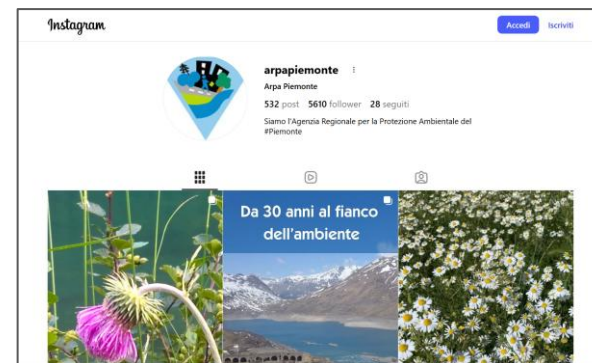 Instagram
Accedi
Iscriviti
arpapiemonte
Arpa Piemonte
532 post 5610 follower 28 seguiti
Siamo l'Agenzia Regionale per la Protezione Ambientale del
#Piemonte
Da 30 anni al fianco
dell'ambiente